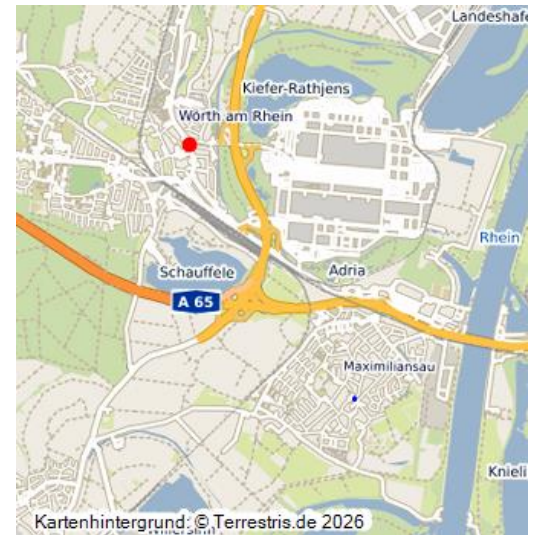 Landeshafe
Kiefer-Rathjens
Wörth am Rhein
Rhein
Schauffele
Adria
A 65
Maximiliansau
Knieli
Kartenhintergrund: © Terrestris.de 2026